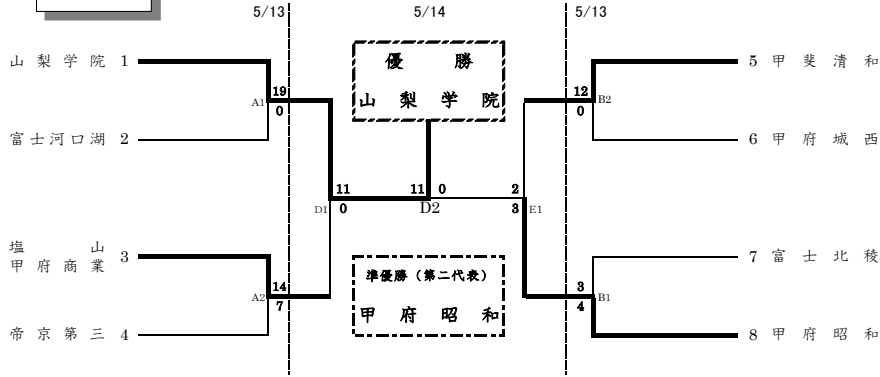 5/13 5/14 5/13
山梨学院 1
富士河口湖 2
塩山
甲府商業 3
帝京第三 4
A1 19
0
A2 14
7
D1 11
0
11 0
D2
優勝
山梨学院
準優勝（第二代表）
甲府昭和
2
3 E1
12 B2
0
3 B1
4
5 甲斐清和
6 甲府城西
7 富士北稜
8 甲府昭和